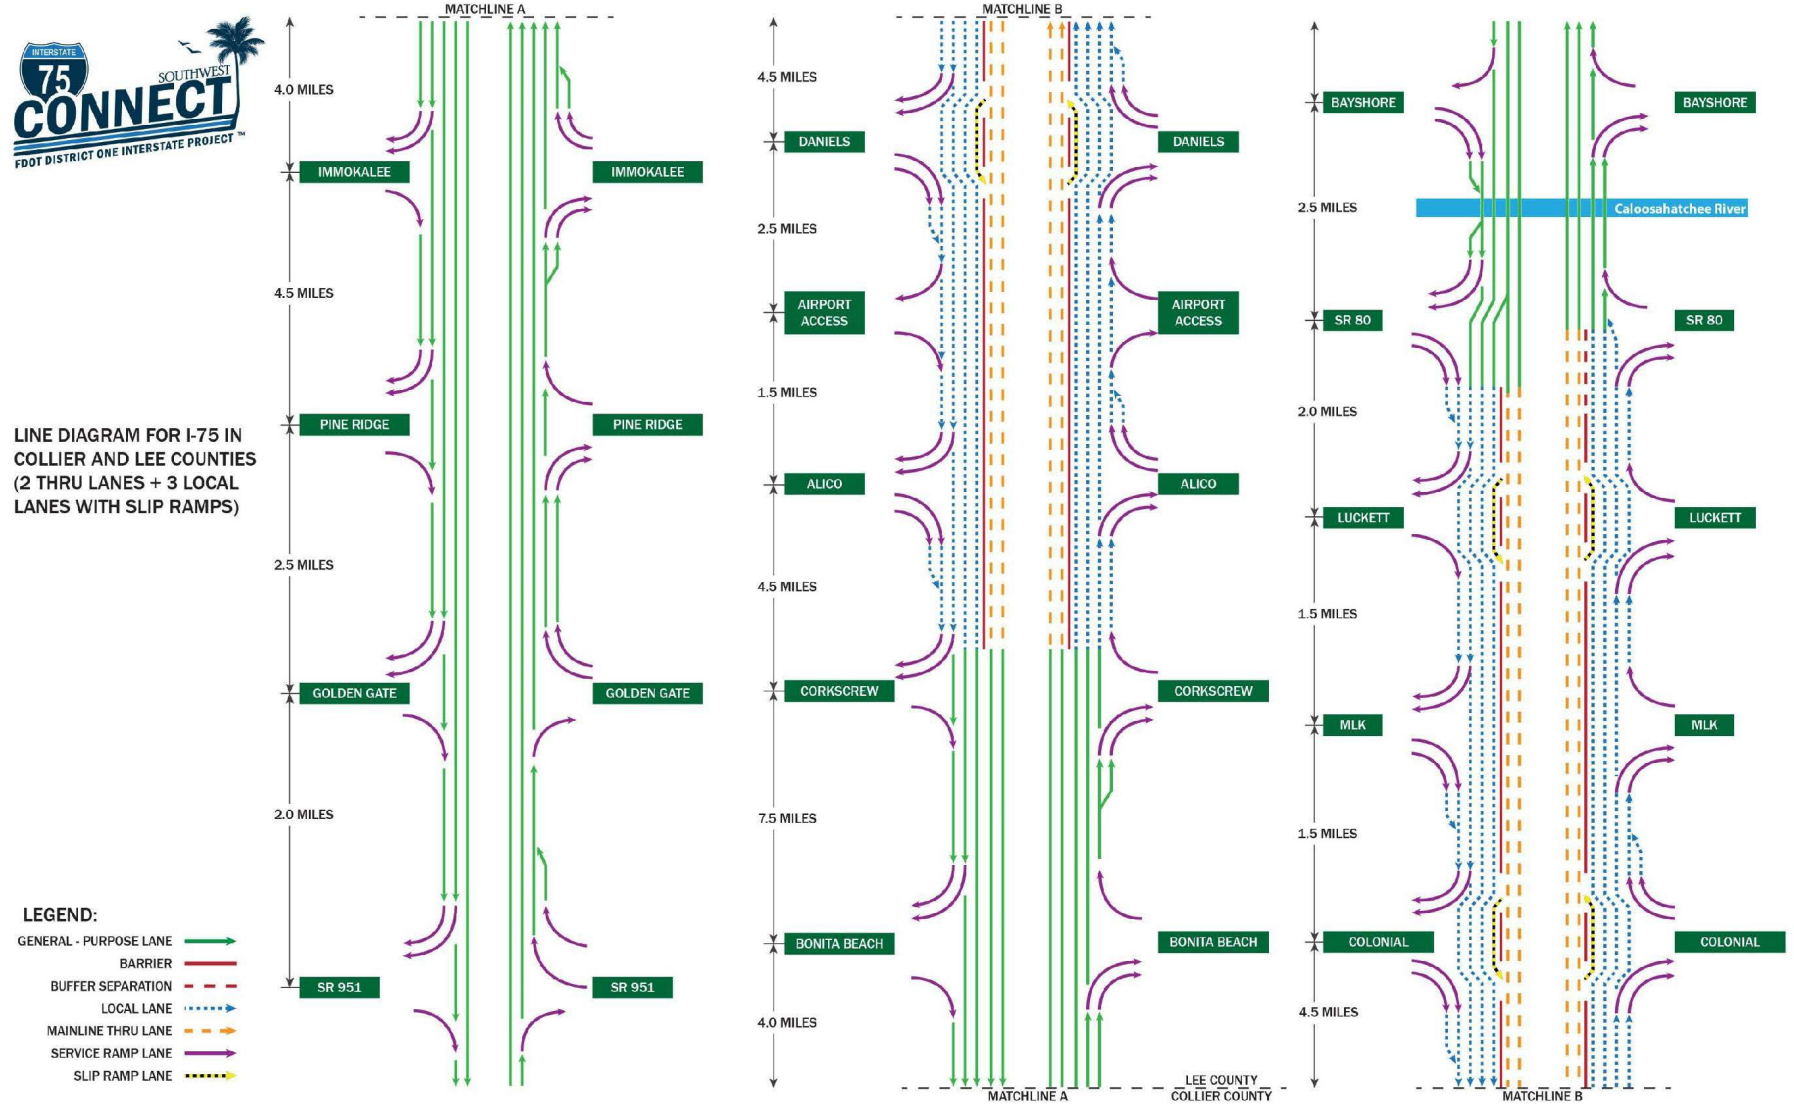 INTERSTATE
75
SOUTHWEST
CONNECT
FDOT DISTRICT ONE INTERSTATE PROJECT ™
LINE DIAGRAM FOR I-75 IN
COLLIER AND LEE COUNTIES
(2 THRU LANES + 3 LOCAL
LANES WITH SLIP RAMPS)
LEGEND:
GENERAL - PURPOSE LANE
BARRIER
BUFFER SEPARATION
LOCAL LANE
MAINLINE THRU LANE
SERVICE RAMP LANE
SLIP RAMP LANE
MATCHLINE A
4.0 MILES
IMMOKALEE IMMOKALEE
4.5 MILES
PINE RIDGE PINE RIDGE
2.5 MILES
GOLDEN GATE GOLDEN GATE
2.0 MILES
SR 951 SR 951
MATCHLINE B
4.5 MILES
DANIELS DANIELS
2.5 MILES
AIRPORT AIRPORT
ACCESS ACCESS
1.5 MILES
ALICO ALICO
4.5 MILES
CORKSCREW CORKSCREW
7.5 MILES
BONITA BEACH BONITA BEACH
4.0 MILES
LEE COUNTY
MATCHLINE A COLLIER COUNTY
BAYSHORE BAYSHORE
2.5 MILES Caloosahatchee River
SR 80 SR 80
2.0 MILES
LUCKETT LUCKETT
1.5 MILES
MLK MLK
1.5 MILES
COLONIAL COLONIAL
4.5 MILES
MATCHLINE B